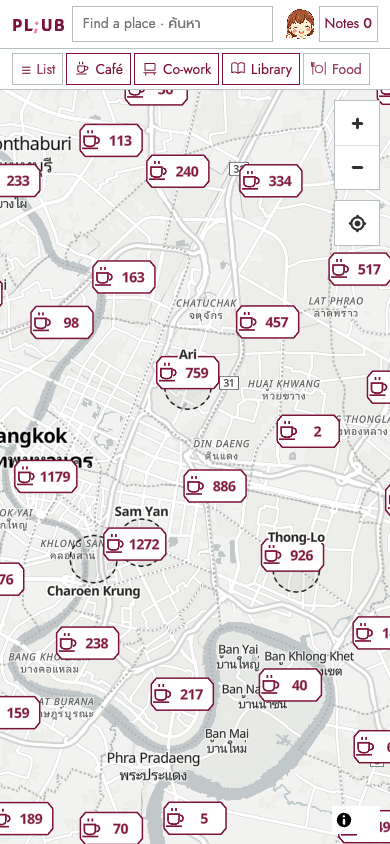 PL;UB
Find a place · ค้นหา
Notes 0
List
Café
Co-work
Library
Food
113
240
334
233
163
517
CHATUCHAK
จตุจักร
LAT PHRAO
ลาดพร้าว
98
457
Ari
759
31
HUAI KHWANG
ห้วยขวาง
2
DIN DAENG
ดินแดง
1179
886
Sam Yan
1272
Thong-Lo
926
76
Charoen Krung
238
Ban Yai
บ้านใหญ่
Ban Khlong Khet
217
40
159
Ban Mai
บ้านใหม่
Phra Pradaeng
พระประแดง
189
70
5